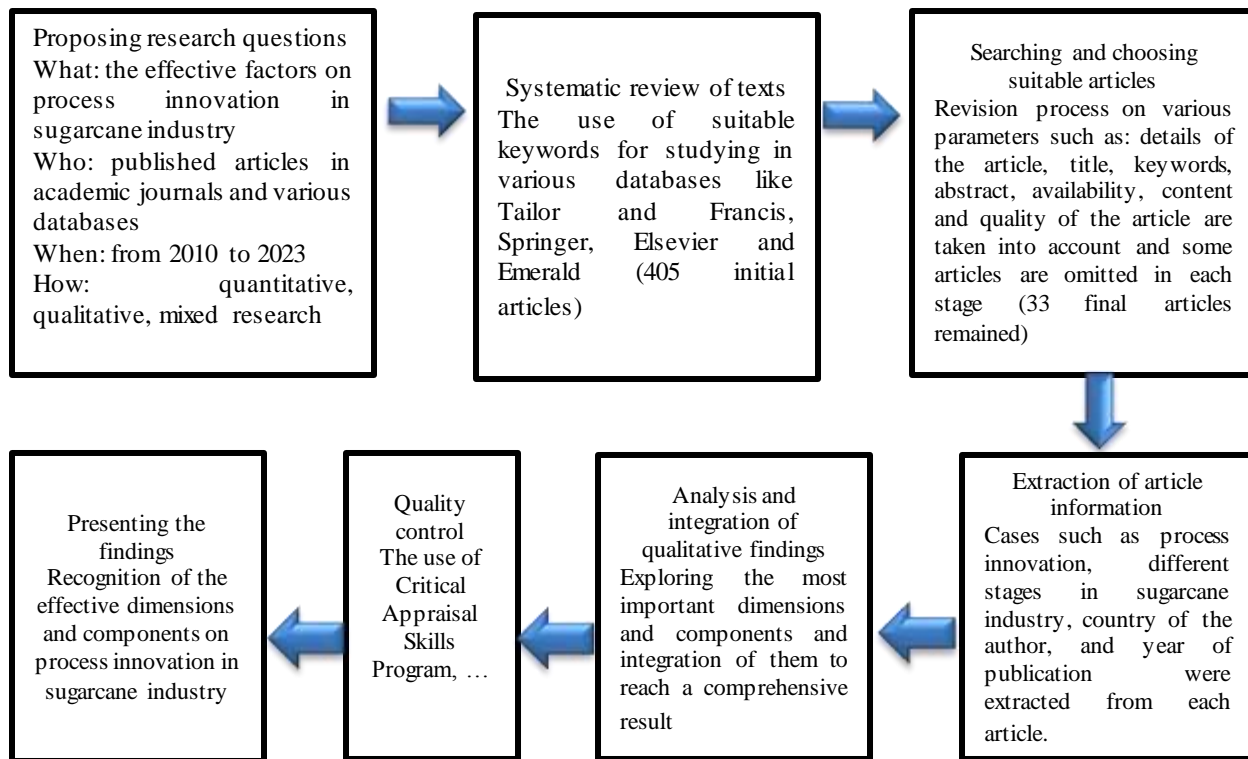 Proposing research questions
What: the effective factors on
process innovation in
sugarcane industry
Who: published articles in
academic journals and various
databases
When: from 2010 to 2023
How: quantitative,
qualitative, mixed research
Systematic review of texts
The use of suitable
keywords for studying in
various databases like
Tailor and Francis,
Springer, Elsevier and
Emerald (405 initial
articles)
Searching and choosing
suitable articles
Revision process on various
parameters such as: details of
the article, title, keywords,
abstract, availability, content
and quality of the article are
taken into account and some
articles are omitted in each
stage (33 final articles
remained)
Extraction of article
information
Cases such as process
innovation, different
stages in sugarcane
industry, country of the
author, and year of
publication were
extracted from each
article.
Analysis and
integration of
qualitative findings
Exploring the most
important dimensions
and components and
integration of them to
reach a comprehensive
result
Quality
control
The use of
Critical
Appraisal
Skills
Program, …
Presenting the
findings
Recognition of the
effective dimensions
and components on
process innovation in
sugarcane industry